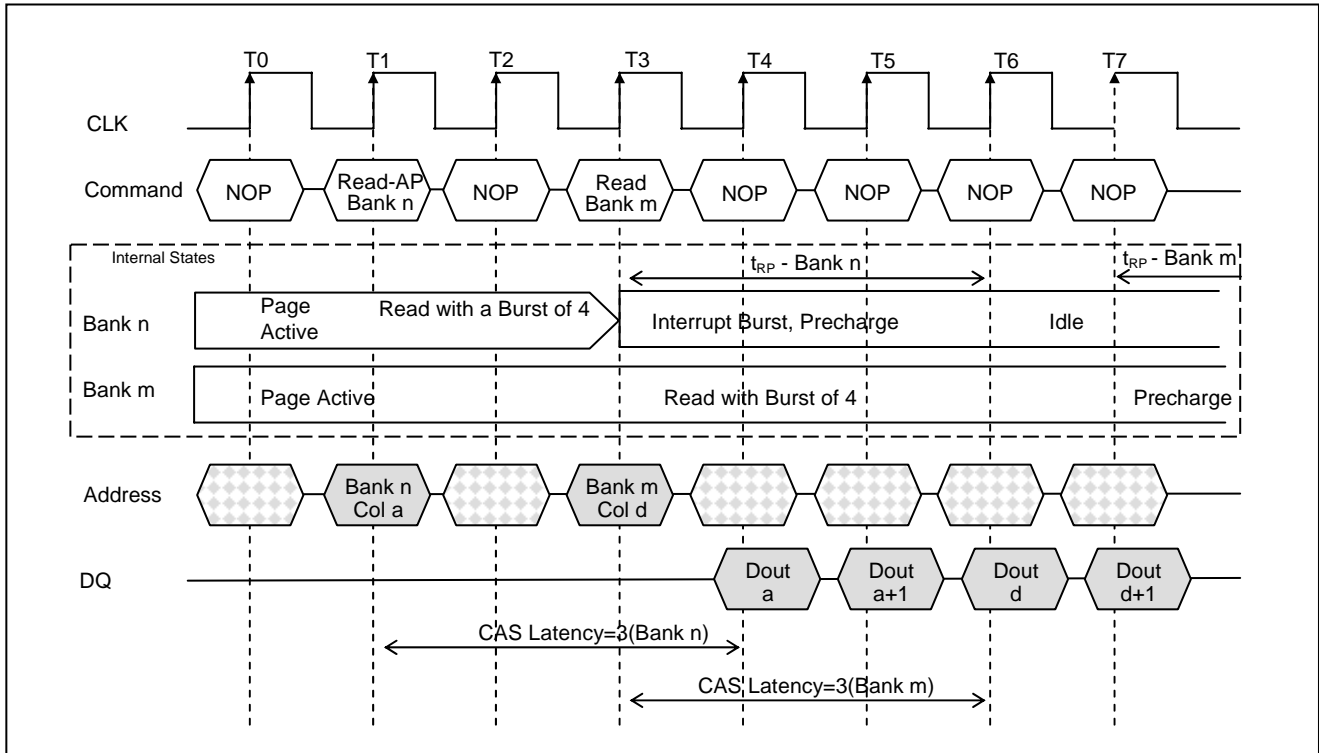 T0 T1 T2 T3 T4 T5 T6 T7
CLK
Command NOP Read-AP Bank n NOP Read Bank m NOP NOP NOP NOP
Internal States
tRP - Bank n
tRP - Bank m
Bank n
Page Active
Read with a Burst of 4
Interrupt Burst, Precharge
Idle
Bank m
Page Active
Read with Burst of 4
Precharge
Address
Bank n
Col a
Bank m
Col d
DQ
Dout
a
Dout
a+1
Dout
d
Dout
d+1
CAS Latency=3(Bank n)
CAS Latency=3(Bank m)